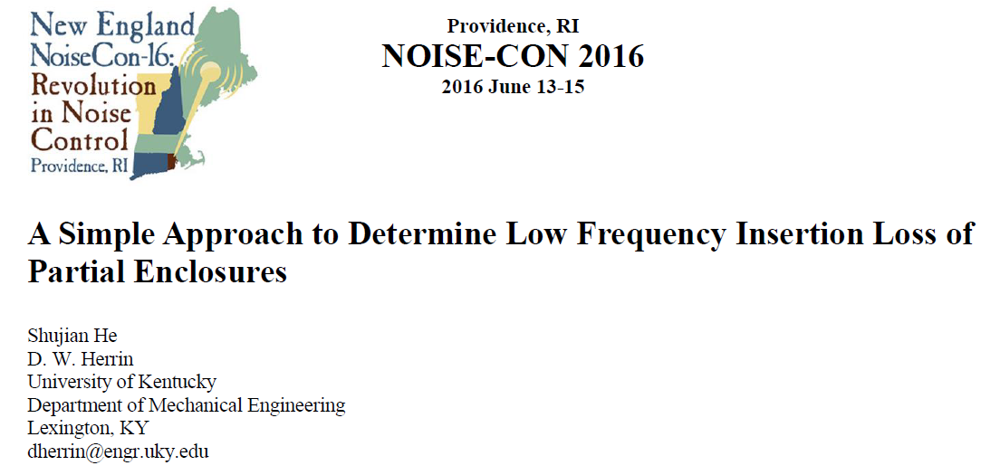 New England
NoiseCon-16:
Revolution
in Noise
Control
Providence, RI
Providence, RI
NOISE-CON 2016
2016 June 13-15
A Simple Approach to Determine Low Frequency Insertion Loss of
Partial Enclosures
Shujian He
D. W. Herrin
University of Kentucky
Department of Mechanical Engineering
Lexington, KY
dherrin@engr.uky.edu